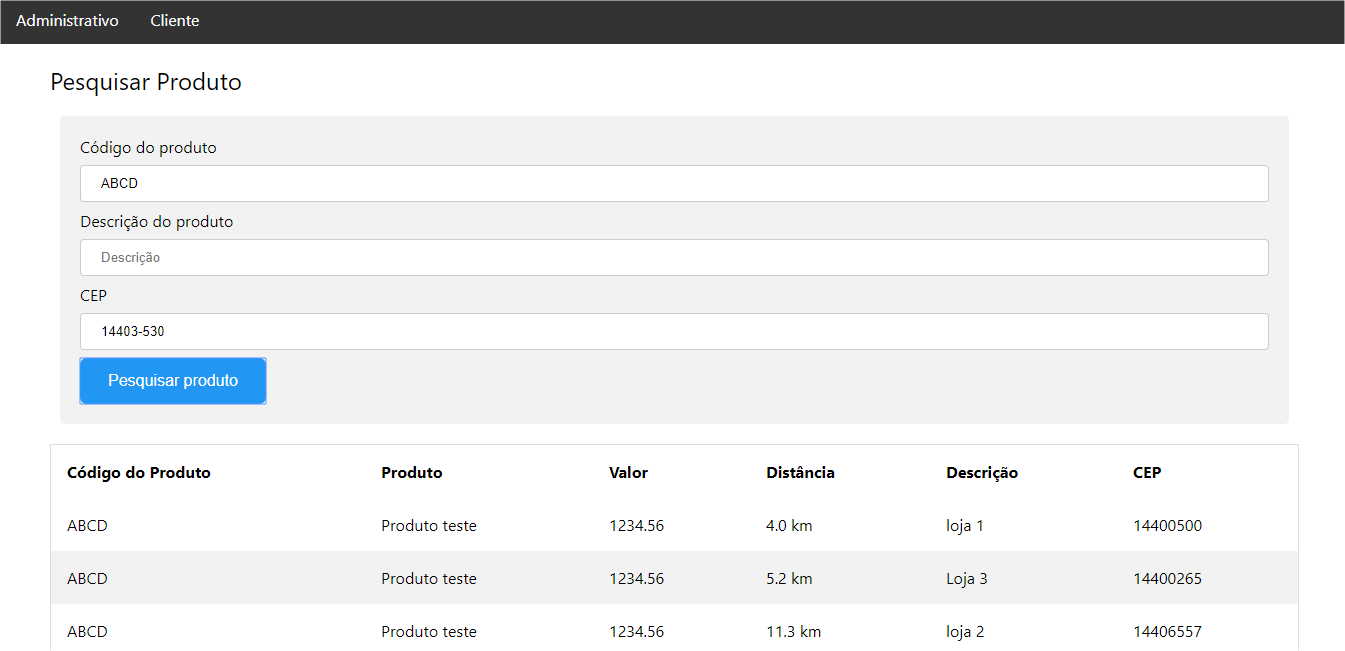 Administrativo Cliente
Pesquisar Produto
Código do produto
ABCD
Descrição do produto
Descrição
CEP
14403-530
Pesquisar produto
Código do Produto Produto Valor Distância Descrição CEP
ABCD Produto teste 1234.56 4.0 km loja 1 14400500
ABCD Produto teste 1234.56 5.2 km Loja 3 14400265
ABCD Produto teste 1234.56 11.3 km loja 2 14406557